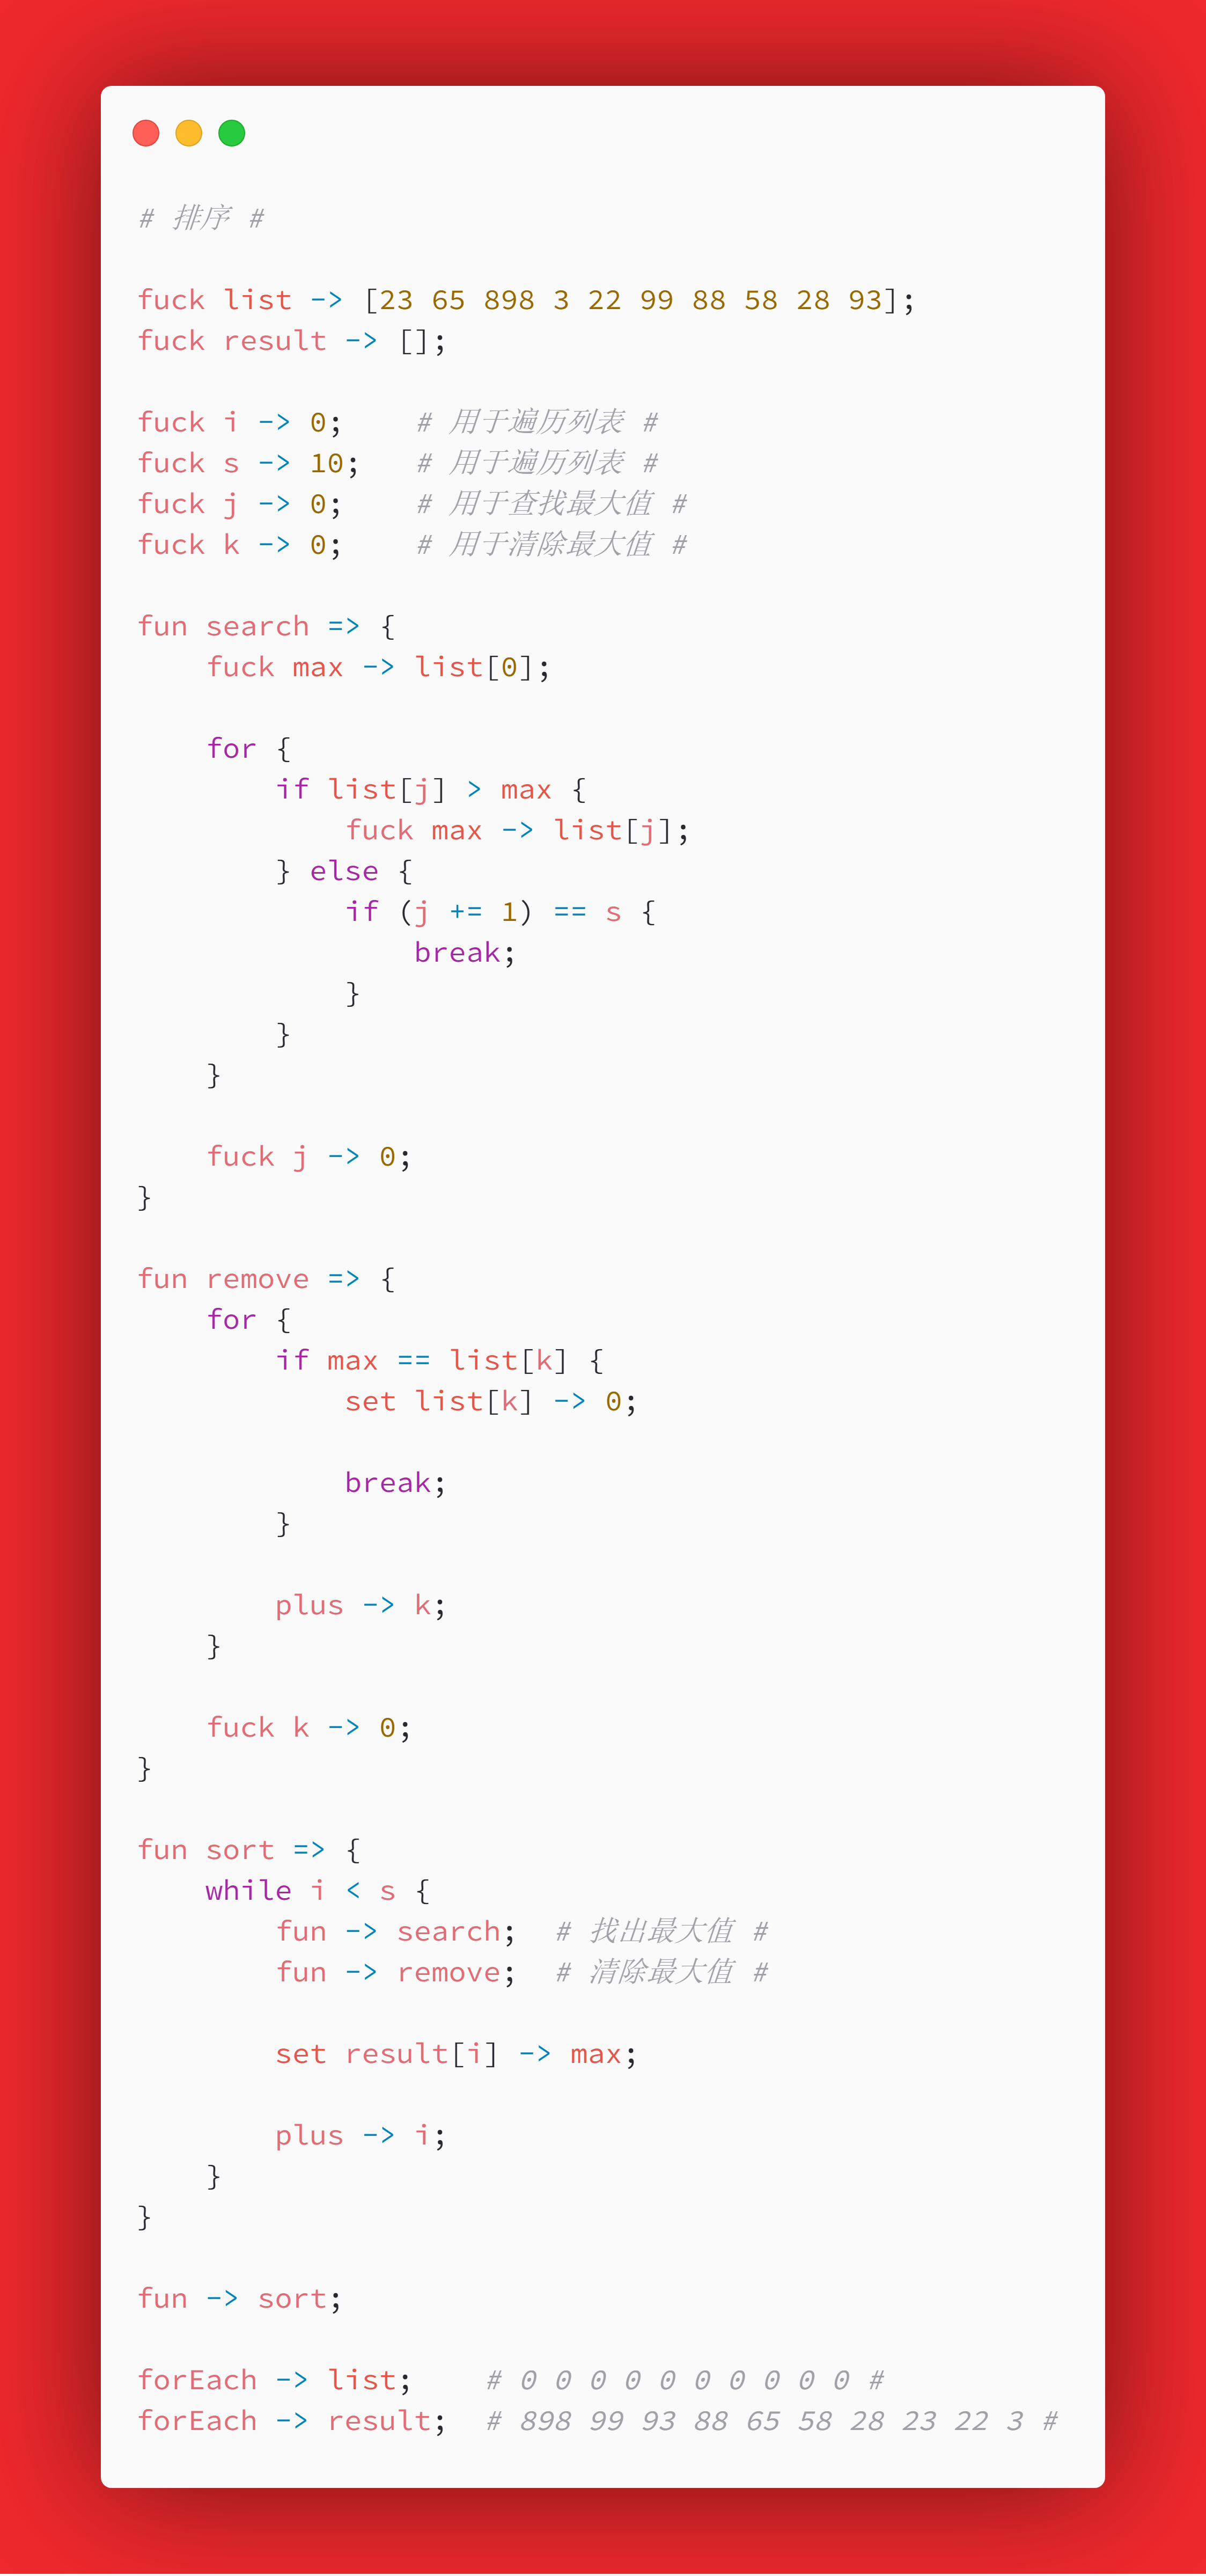 # 排序 #
fuck list -> [23 65 898 3 22 99 88 58 28 93];
fuck result -> [];
fuck i -> 0;    # 用于遍历列表 #
fuck s -> 10;   # 用于遍历列表 #
fuck j -> 0;    # 用于查找最大值 #
fuck k -> 0;    # 用于清除最大值 #
fun search => {
    fuck max -> list[0];
    for {
        if list[j] > max {
            fuck max -> list[j];
        } else {
            if (j += 1) == s {
                break;
            }
        }
    }
    fuck j -> 0;
}
fun remove => {
    for {
        if max == list[k] {
            set list[k] -> 0;
            break;
        }
        plus -> k;
    }
    fuck k -> 0;
}
fun sort => {
    while i < s {
        fun -> search;  # 找出最大值 #
        fun -> remove;  # 清除最大值 #
        set result[i] -> max;
        plus -> i;
    }
}
fun -> sort;
forEach -> list;    # 0 0 0 0 0 0 0 0 0 0 #
forEach -> result;  # 898 99 93 88 65 58 28 23 22 3 #